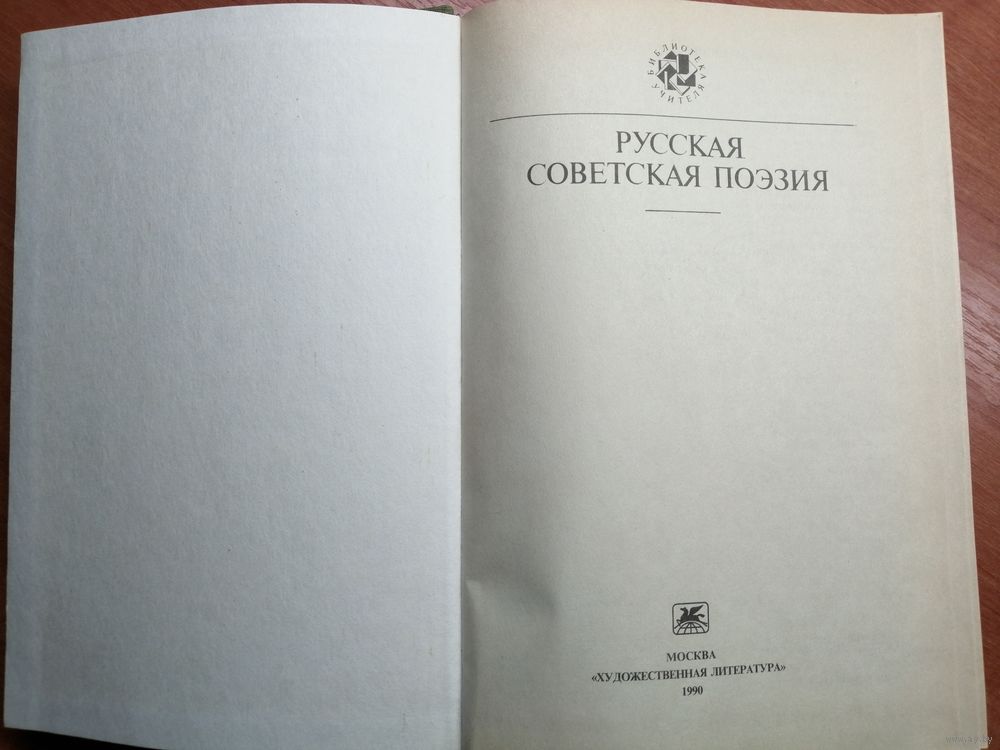 БИБЛИОТЕКА
УЧИТЕЛЯ
РУССКАЯ
СОВЕТСКАЯ ПОЭЗИЯ
МОСКВА
«ХУДОЖЕСТВЕННАЯ ЛИТЕРАТУРА»
1990